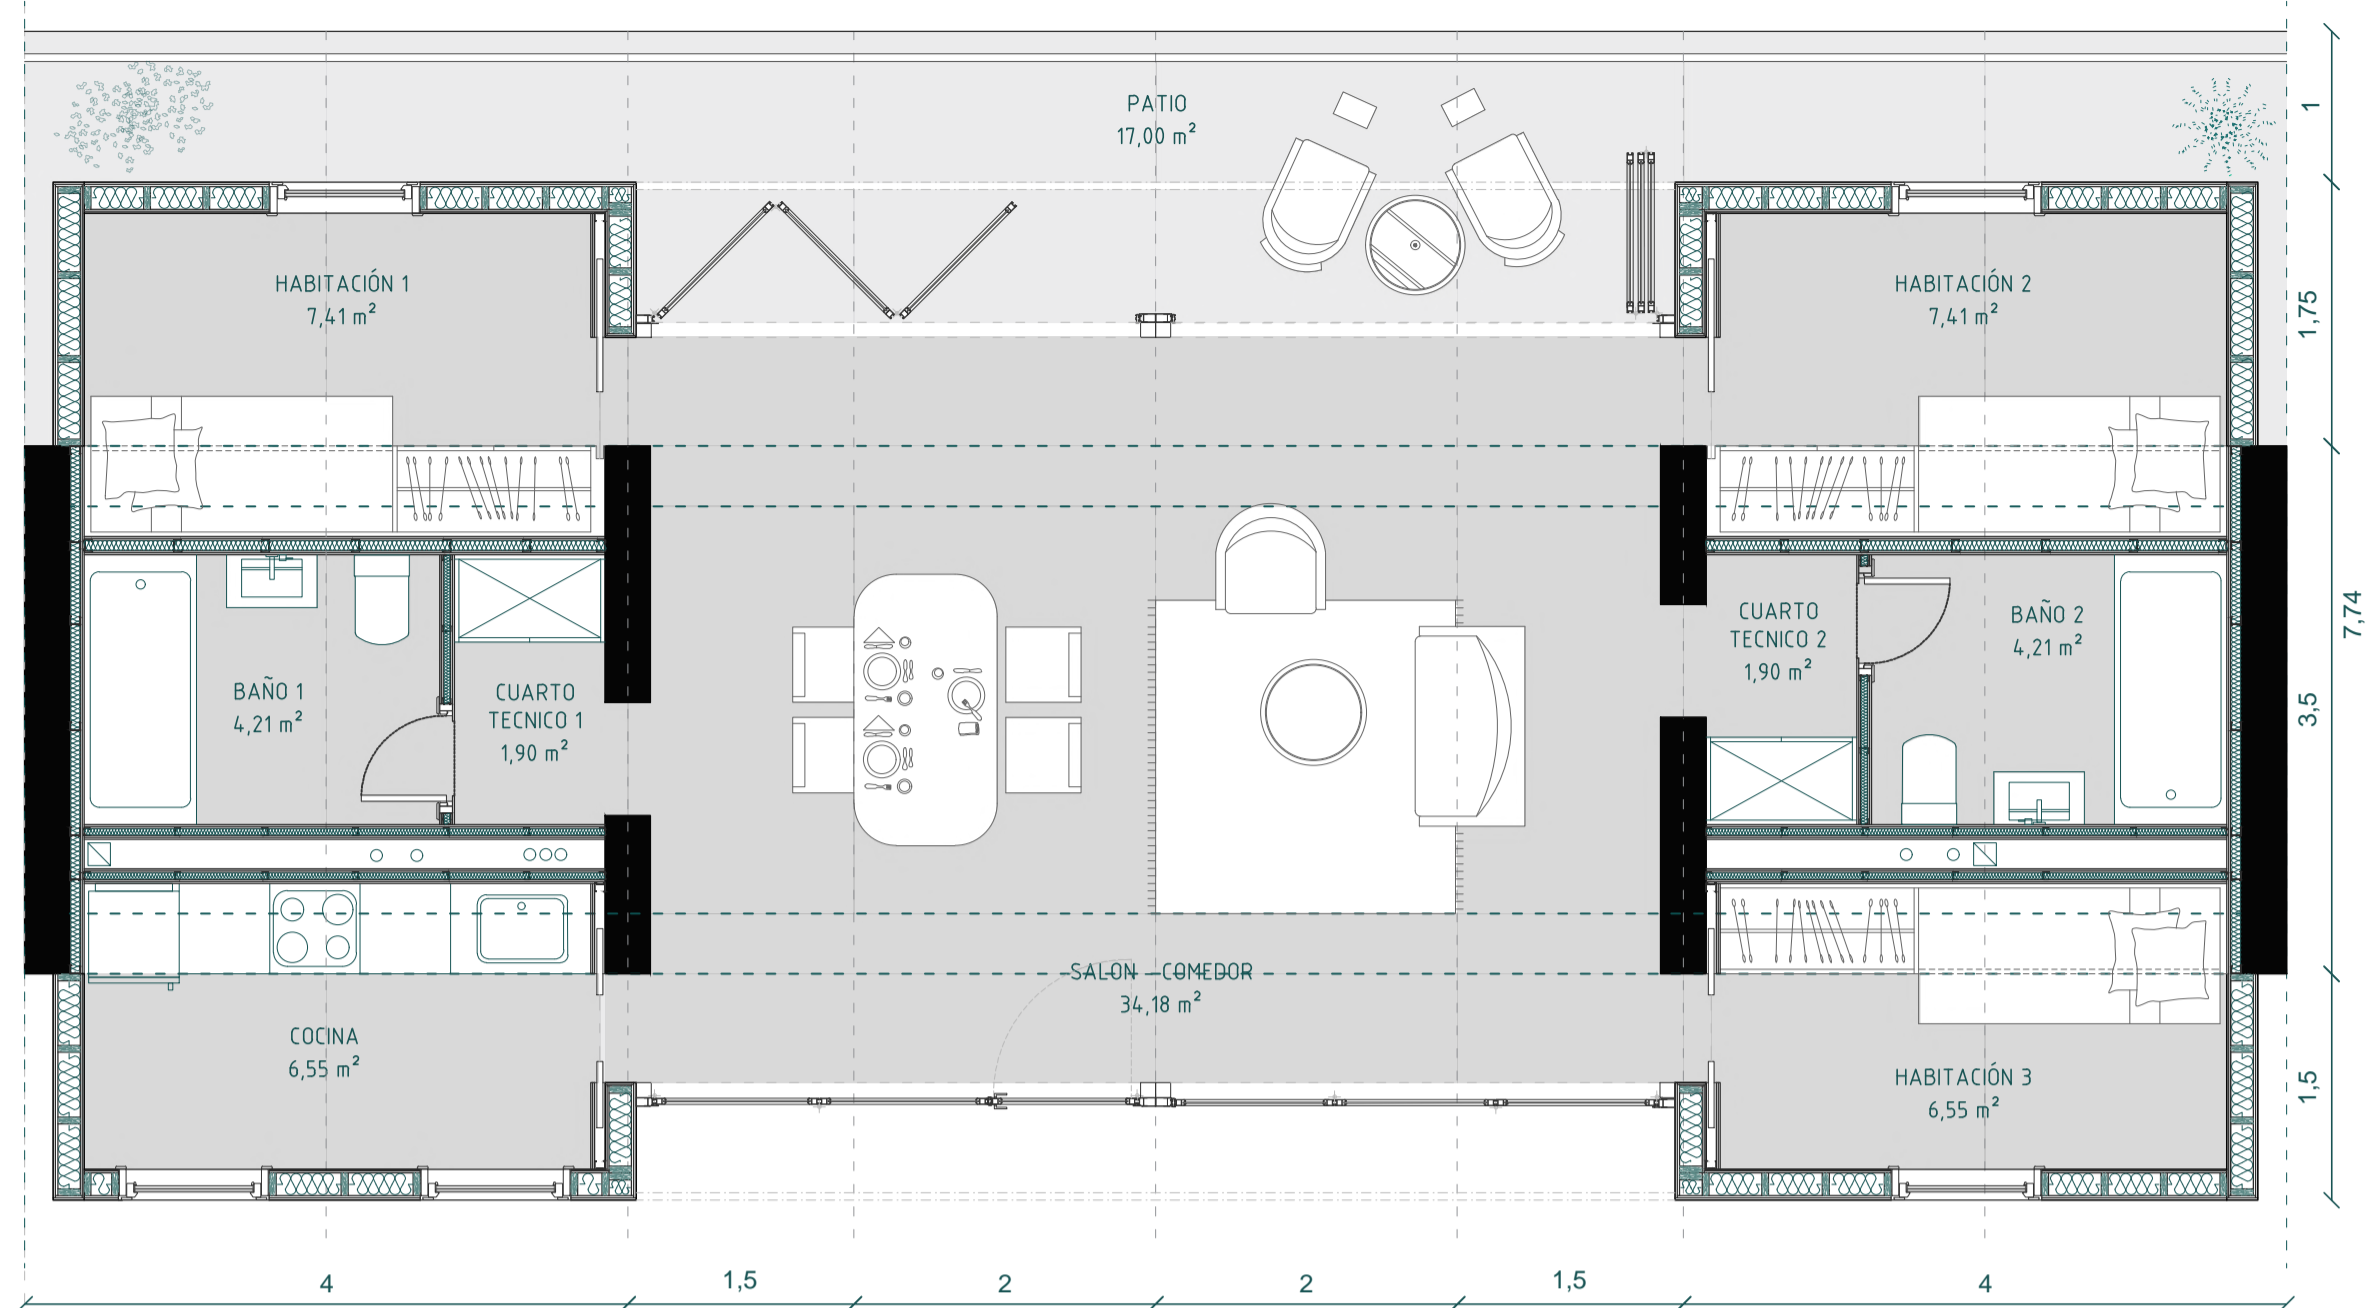 PATIO
17,00 m²
1
HABITACIÓN 1
7,41 m²
HABITACIÓN 2
7,41 m²
1,75
CUARTO
TECNICO 2
1,90 m²
BAÑO 2
4,21 m²
7,74
BAÑO 1
4,21 m²
CUARTO
TECNICO 1
1,90 m²
3,5
SALON - COMEDOR
34,18 m²
COCINA
6,55 m²
HABITACIÓN 3
6,55 m²
1,5
4
1,5
2
2
1,5
4